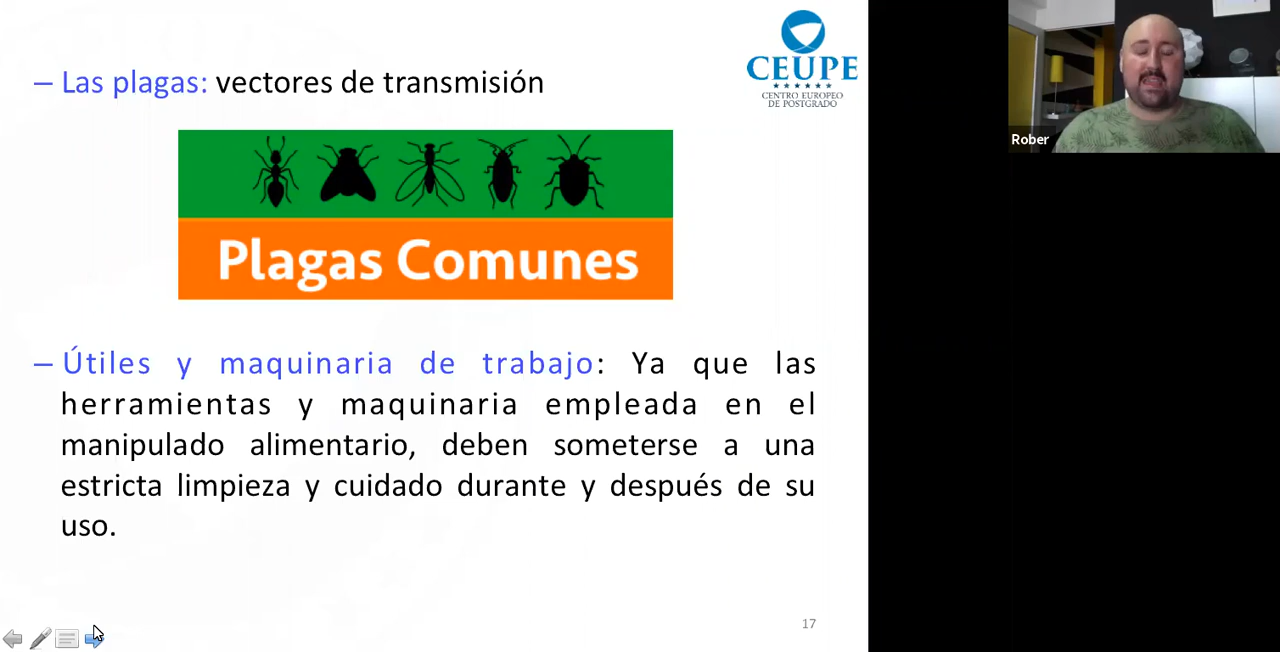 – Las plagas: vectores de transmisión
CEUPE
CENTRO EUROPEO
DE POSTGRADO
Rober
Plagas Comunes
– Útiles y maquinaria de trabajo: Ya que las
herramientas y maquinaria empleada en el
manipulado alimentario, deben someterse a una
estricta limpieza y cuidado durante y después de su
uso.
17